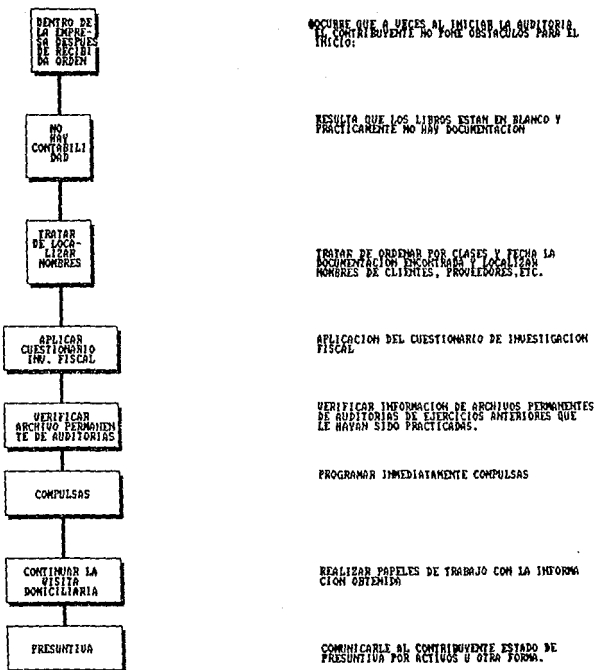 DENTRO DE
LA EMPRE-
SA DESPUES
DE RECIBI
DA ORDEN
OCURRE QUE A VECES AL INICIAR LA AUDITORIA
EL CONTRIBUYENTE NO PONE OBSTACULOS PARA EL
INICIO:
NO
HAY
CONTABILI
DAD
RESULTA QUE LOS LIBROS ESTAN EN BLANCO Y
PRACTICAMENTE NO HAY DOCUMENTACION
TRATAR
DE LOCA-
LIZAR
NOMBRES
TRATAR DE ORDENAR POR CLASES Y FECHA LA
DOCUMENTACION ENCONTRADA Y LOCALIZAR
NOMBRES DE CLIENTES, PROVEEDORES,ETC.
APLICAR
CUESTIONARIO
INV. FISCAL
APLICACION DEL CUESTIONARIO DE INVESTIGACION
FISCAL
VERIFICAR
ARCHIVO PERMANEN
TE DE AUDITORIAS
VERIFICAR INFORMACION DE ARCHIVOS PERMANENTES
DE AUDITORIAS DE EJERCICIOS ANTERIORES QUE
LE HAYAN SIDO PRACTICADAS.
COMPULSAS
PROGRAMAR INMEDIATAMENTE COMPULSAS
CONTINUAR LA
VISITA
DOMICILIARIA
REALIZAR PAPELES DE TRABAJO CON LA INFORMA
CION OBTENIDA
PRESUNTIVA
COMUNICARLE AL CONTRIBUYENTE ESTADO DE
PRESUNTIVA POR ACTIVOS U OTRA FORMA.